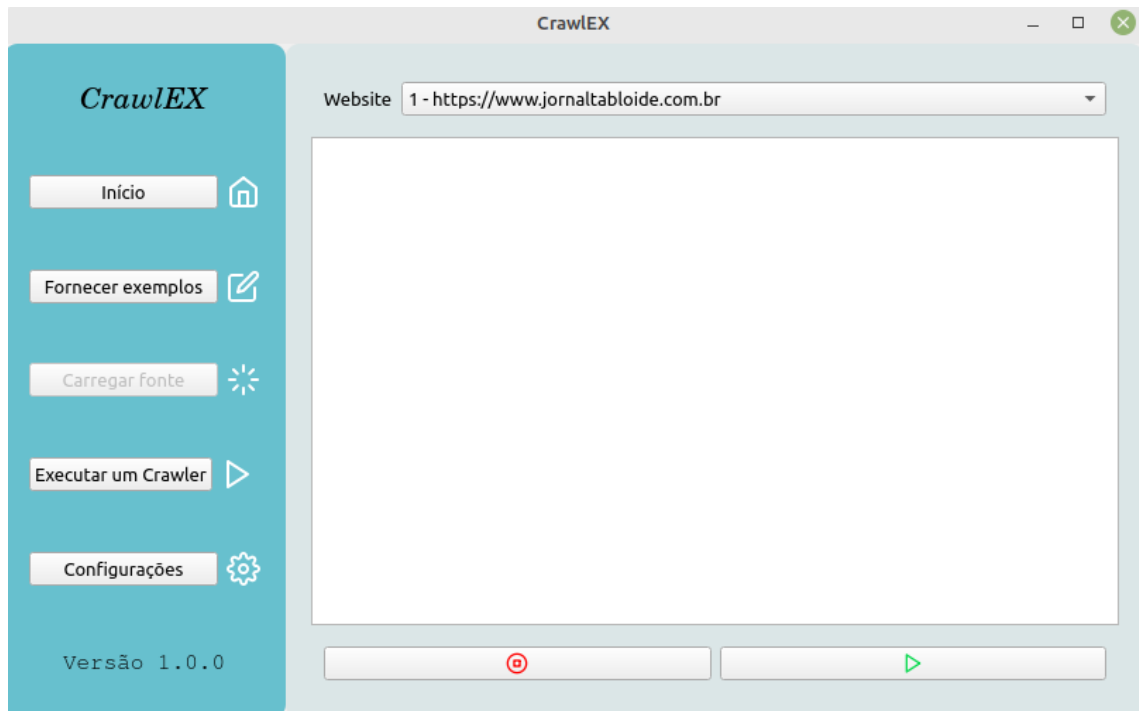 CrawlEX
CrawlEX
Website 1 - https://www.jornaltabloide.com.br
Início
Fornecer exemplos
Carregar fonte
Executar um Crawler
Configurações
Versão 1.0.0